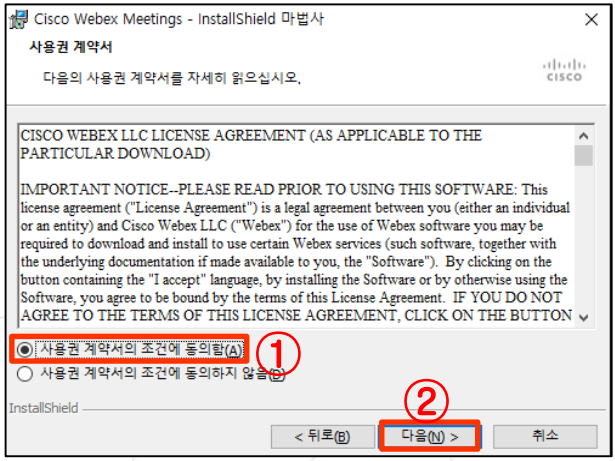 Cisco Webex Meetings - InstallShield 마법사
사용권 계약서
다음의 사용권 계약서를 자세히 읽으십시오.
CISCO
CISCO WEBEX LLC LICENSE AGREEMENT (AS APPLICABLE TO THE
PARTICULAR DOWNLOAD)
IMPORTANT NOTICE--PLEASE READ PRIOR TO USING THIS SOFTWARE: This
license agreement ("License Agreement") is a legal agreement between you (either an individual
or an entity) and Cisco Webex LLC ("Webex") for the use of Webex software you may be
required to download and install to use certain Webex services (such software, together with
the underlying documentation if made available to you, the "Software").  By clicking on the
button containing the "I accept" language, by installing the Software or by otherwise using the
Software, you agree to be bound by the terms of this License Agreement.  IF YOU DO NOT
AGREE TO THE TERMS OF THIS LICENSE AGREEMENT, CLICK ON THE BUTTON
사용권 계약서의 조건에 동의함(A)
①
사용권 계약서의 조건에 동의하지 않음(D)
②
InstallShield
< 뒤로(B)
다음(N) >
취소